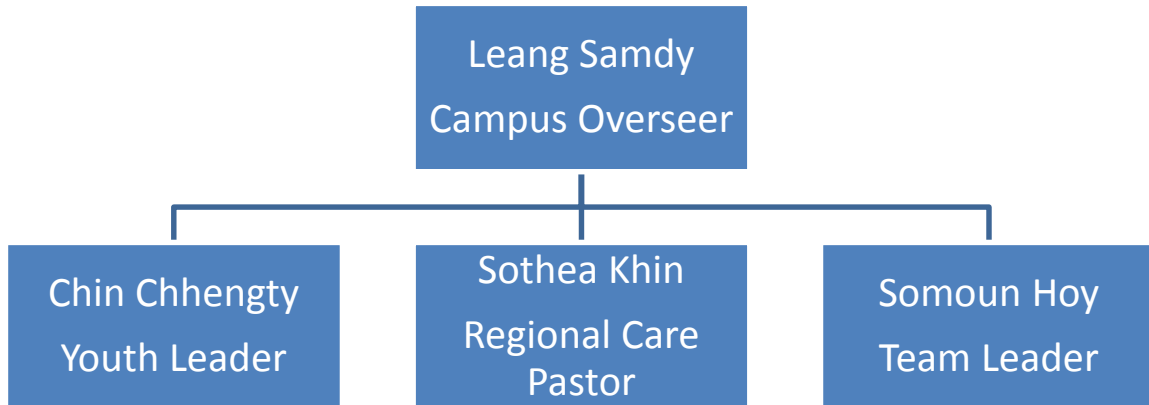 Leang Samdy
Campus Overseer
Chin Chhengty
Youth Leader
Sothea Khin
Regional Care
Pastor
Somoun Hoy
Team Leader